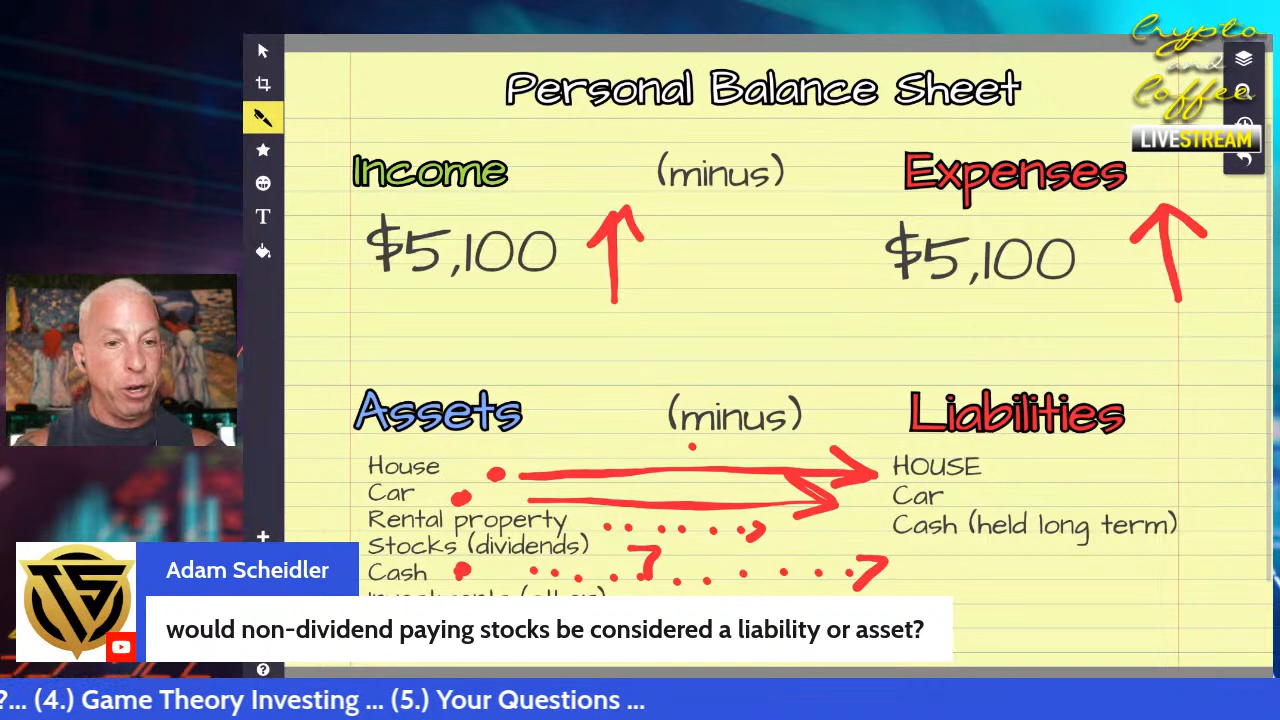 Crypto
and
Coffee
LIVESTREAM
Personal Balance Sheet
Income (minus) Expenses
$5,100 $5,100
Assets (minus) Liabilities
House HOUSE
Car Car
Rental property Cash (held long term)
Stocks (dividends)
Cash
T
?
TS
Adam Scheidler
would non-dividend paying stocks be considered a liability or asset?
?... (4.) Game Theory Investing ... (5.) Your Questions ...